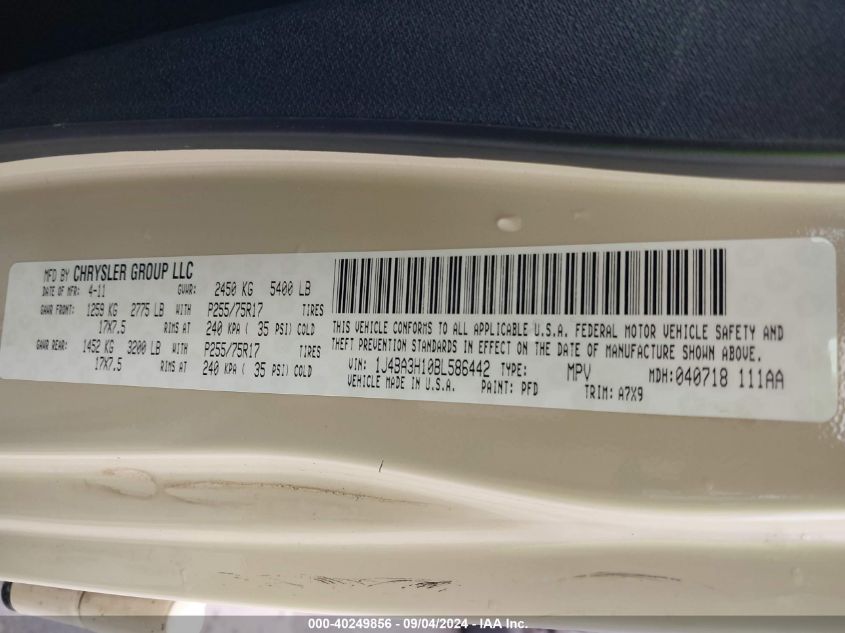 MFD BY CHRYSLER GROUP LLC
DATE OF MFR: 4-11 GVWR: 2450 KG 5400 LB
GAWR FRONT: 1259 KG 2775 LB WITH P255/75R17 TIRES
17X7.5 RIMS AT 240 KPA ( 35 PSI) COLD
GAWR REAR: 1452 KG 3200 LB WITH P255/75R17 TIRES
17X7.5 RIMS AT 240 KPA ( 35 PSI) COLD
THIS VEHICLE CONFORMS TO ALL APPLICABLE U.S.A. FEDERAL MOTOR VEHICLE SAFETY AND
THEFT PREVENTION STANDARDS IN EFFECT ON THE DATE OF MANUFACTURE SHOWN ABOVE.
VIN: 1J4BA3H10BL586442 TYPE: MPV MDH:040718 111AA
VEHICLE MADE IN U.S.A. PAINT: PFD TRIM: A7X9
000-40249856 - 09/04/2024 - IAA Inc.